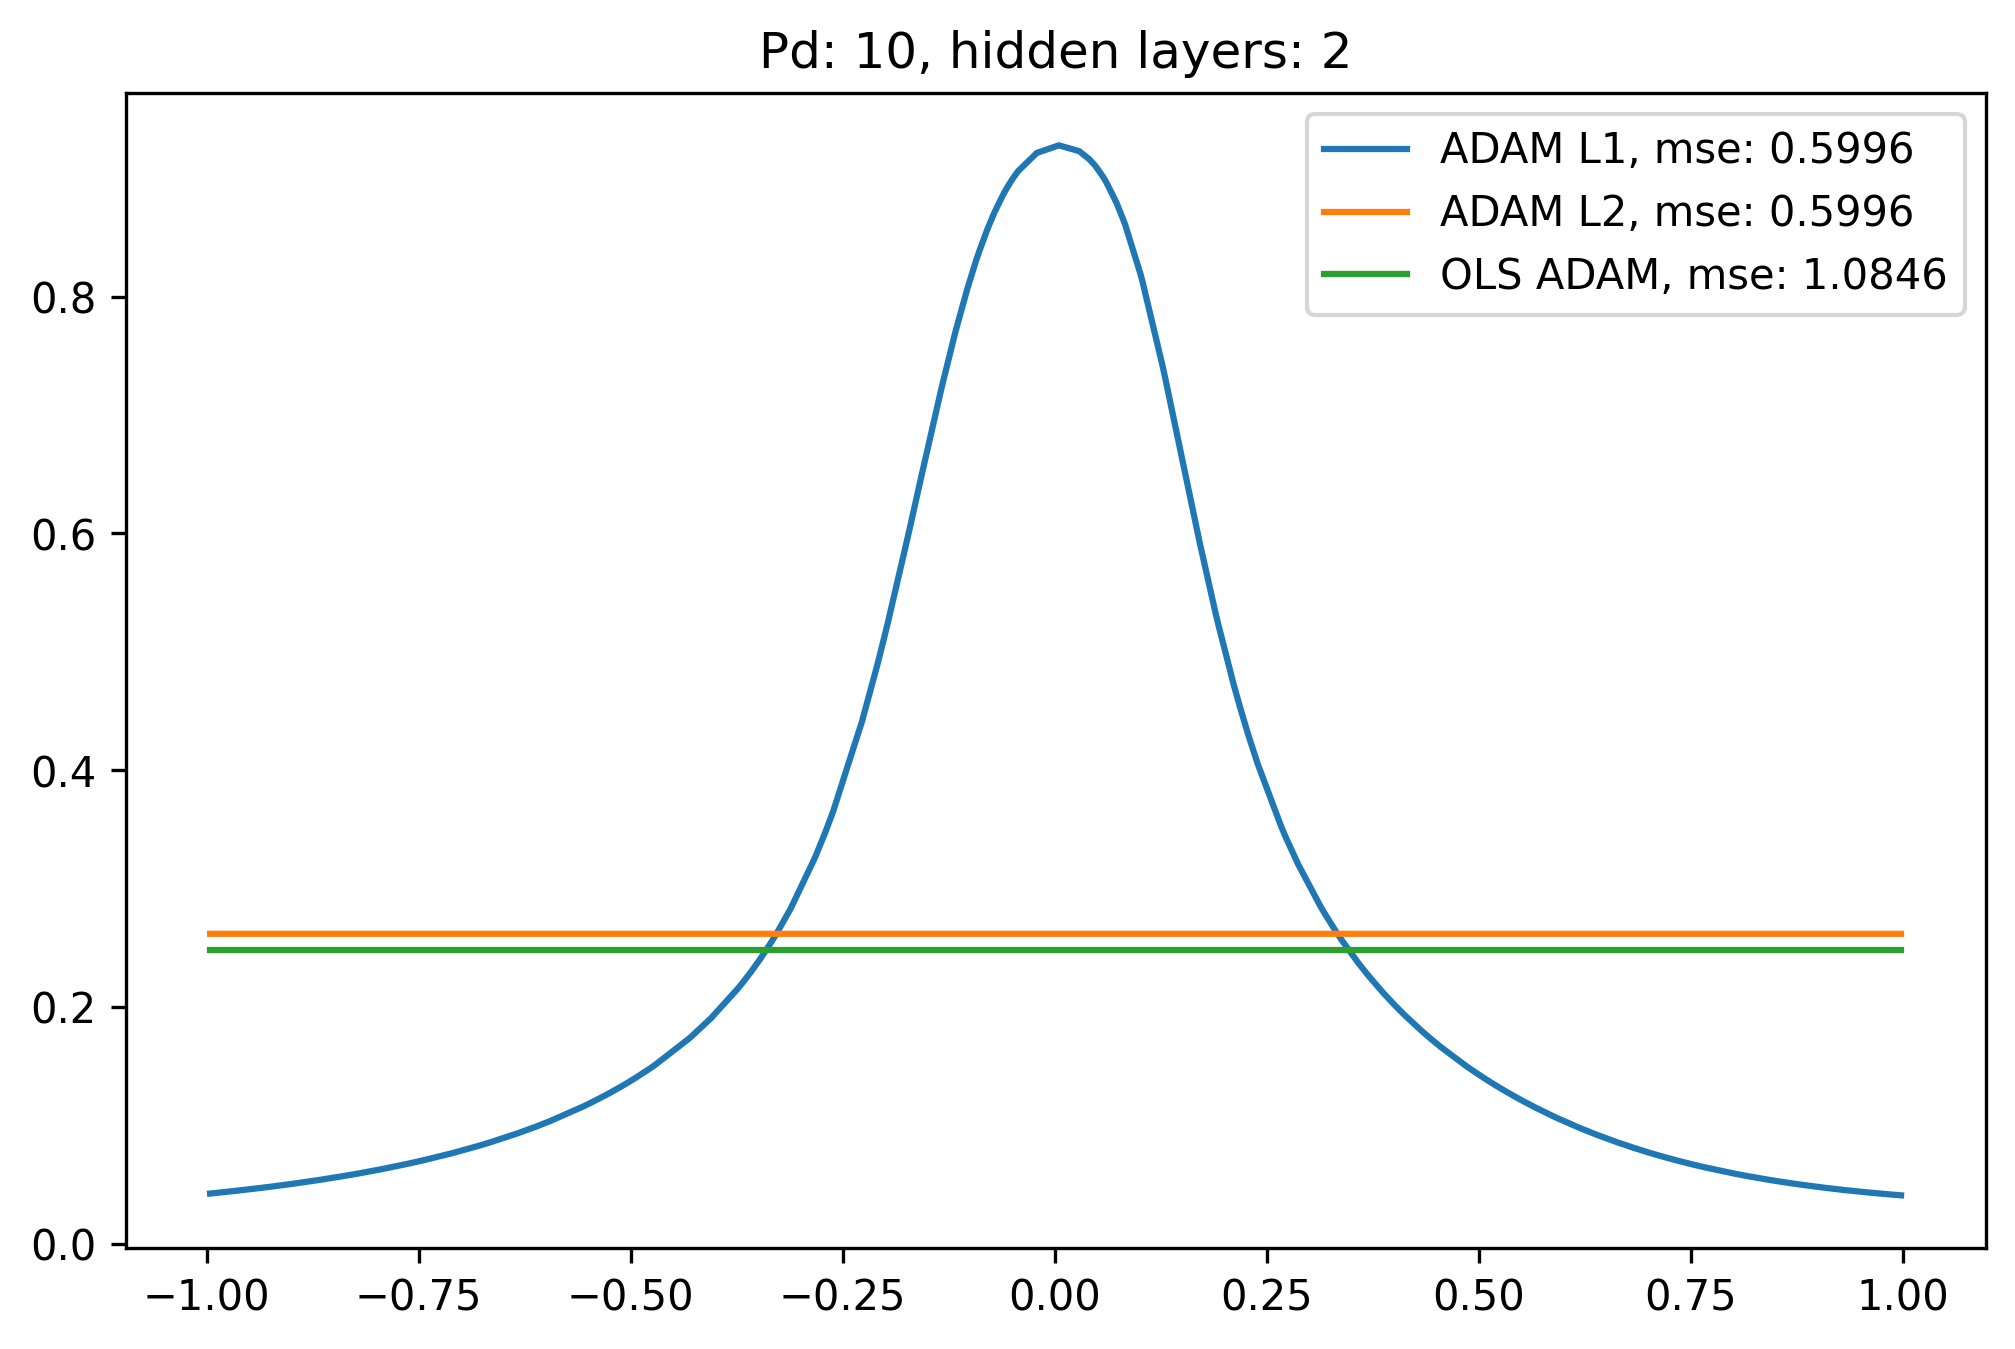 Pd: 10, hidden layers: 2
ADAM L1, mse: 0.5996
ADAM L2, mse: 0.5996
OLS ADAM, mse: 1.0846
0.8
0.6
0.4
0.2
0.0
−1.00 −0.75 −0.50 −0.25 0.00 0.25 0.50 0.75 1.00